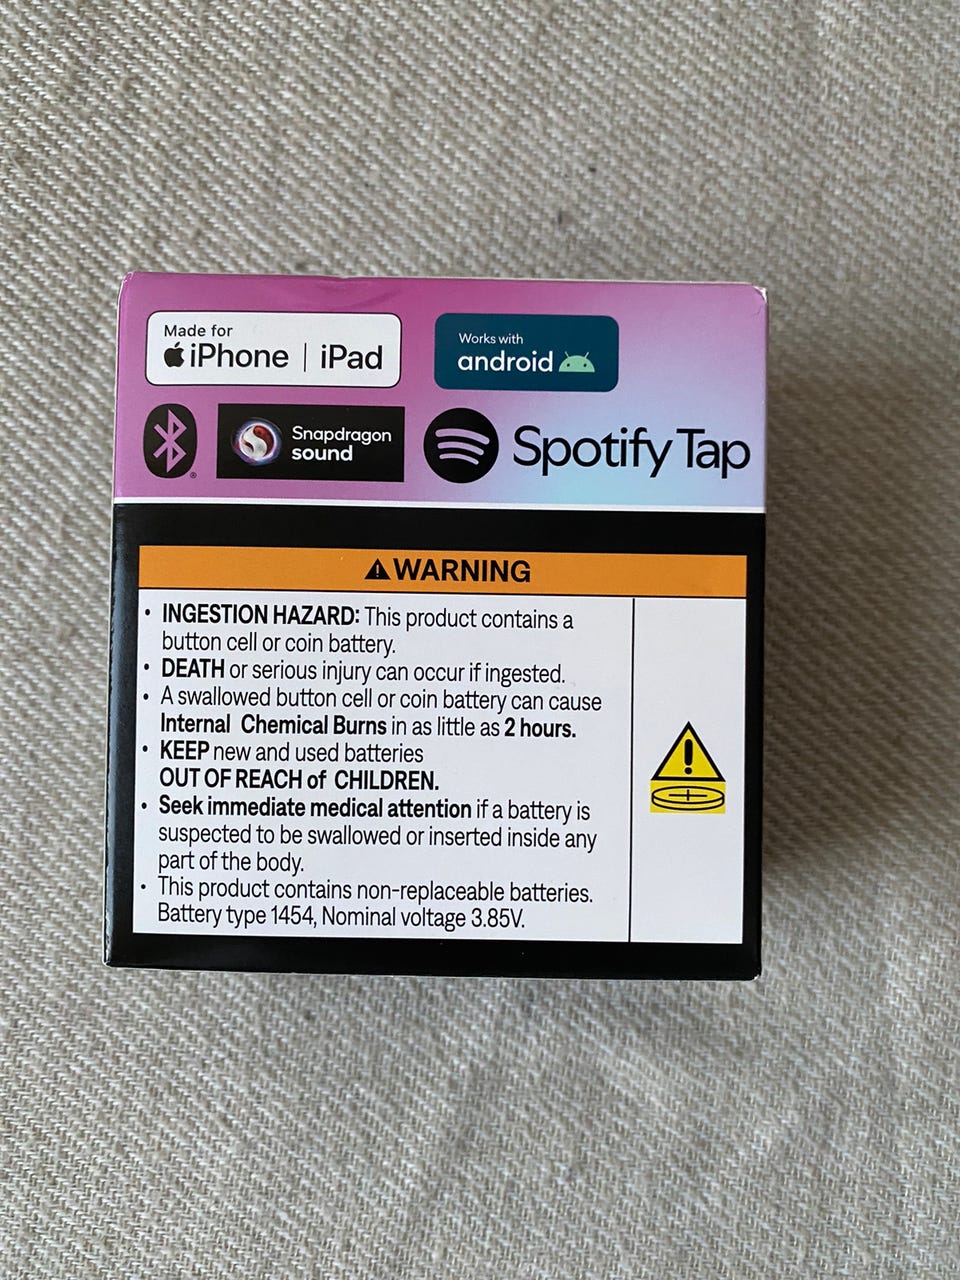 Made for
iPhone | iPad
Works with
android
Snapdragon
sound
Spotify Tap
WARNING
• INGESTION HAZARD: This product contains a
button cell or coin battery.
• DEATH or serious injury can occur if ingested.
• A swallowed button cell or coin battery can cause
Internal Chemical Burns in as little as 2 hours.
• KEEP new and used batteries
OUT OF REACH of CHILDREN.
• Seek immediate medical attention if a battery is
suspected to be swallowed or inserted inside any
part of the body.
• This product contains non-replaceable batteries.
Battery type 1454, Nominal voltage 3.85V.